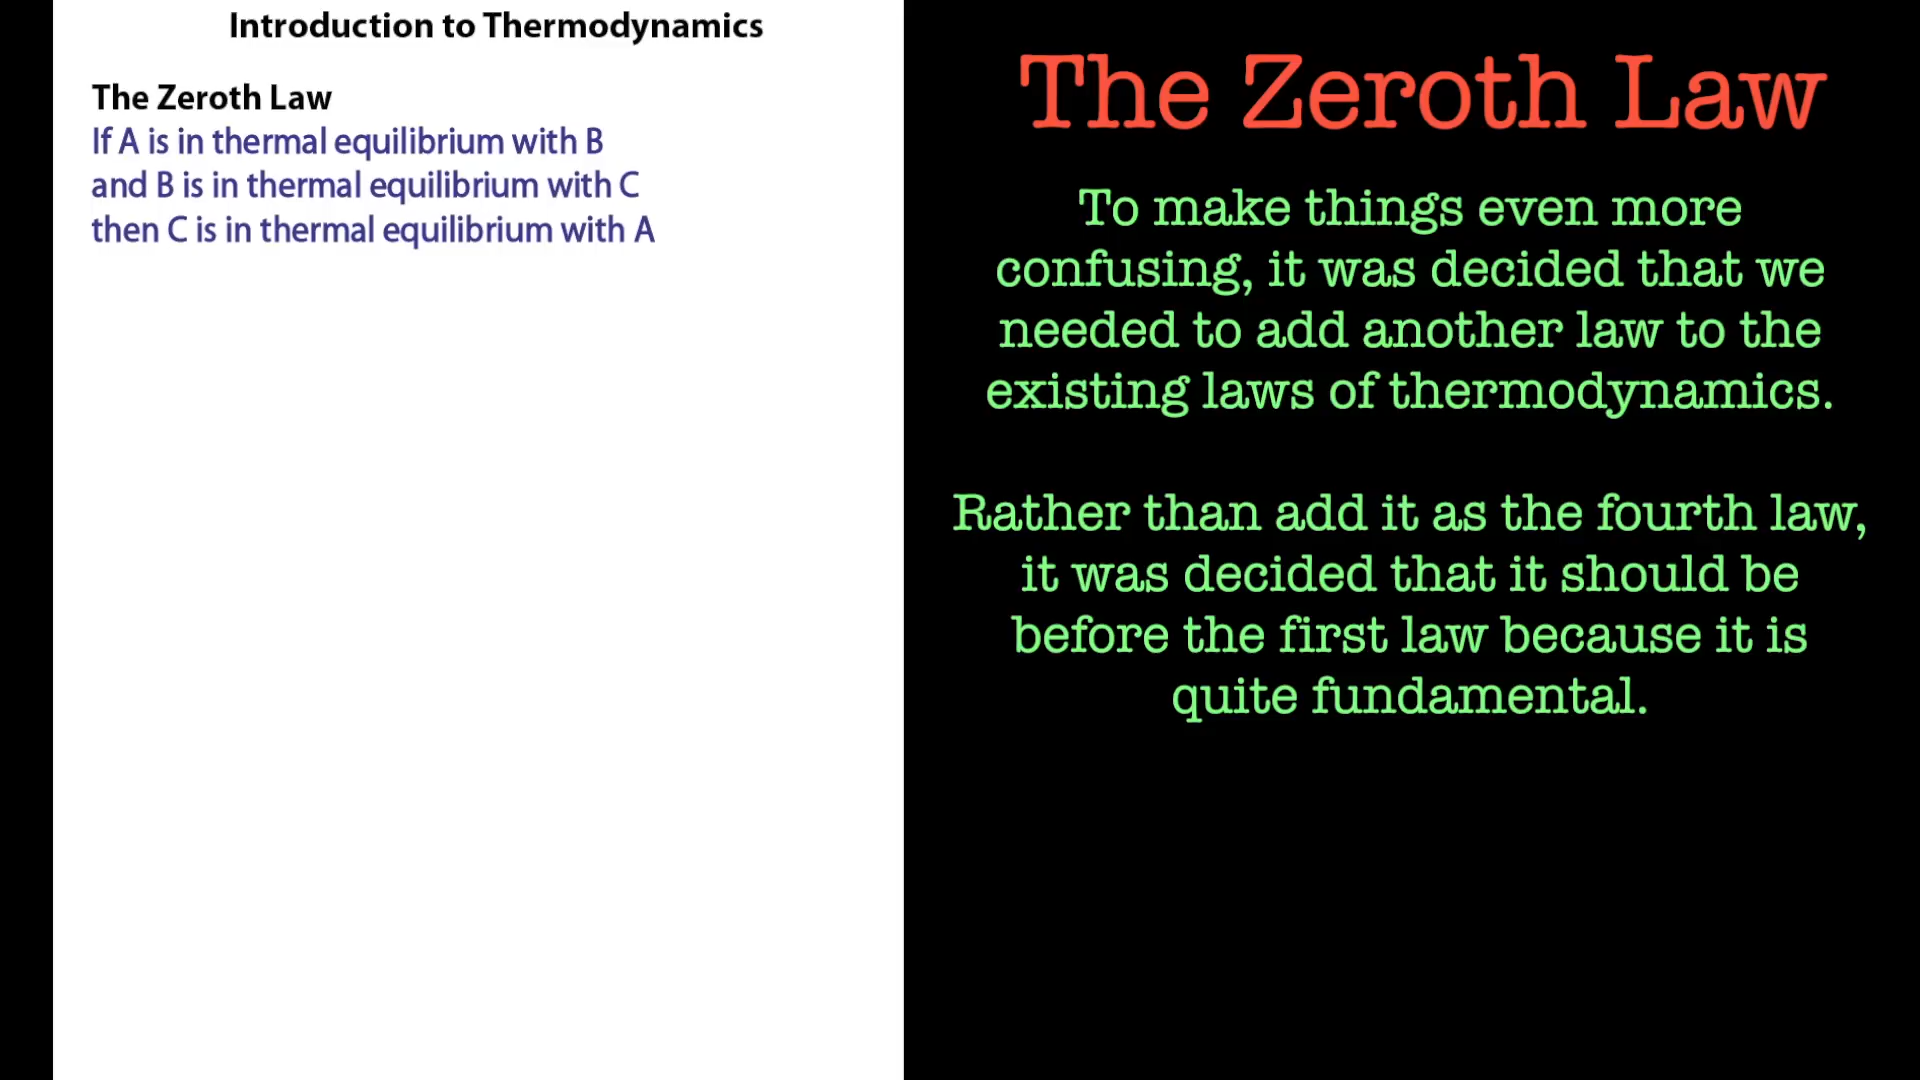 Introduction to Thermodynamics
The Zeroth Law
If A is in thermal equilibrium with B
and B is in thermal equilibrium with C
then C is in thermal equilibrium with A
The Zeroth Law
To make things even more
confusing, it was decided that we
needed to add another law to the
existing laws of thermodynamics.
Rather than add it as the fourth law,
it was decided that it should be
before the first law because it is
quite fundamental.